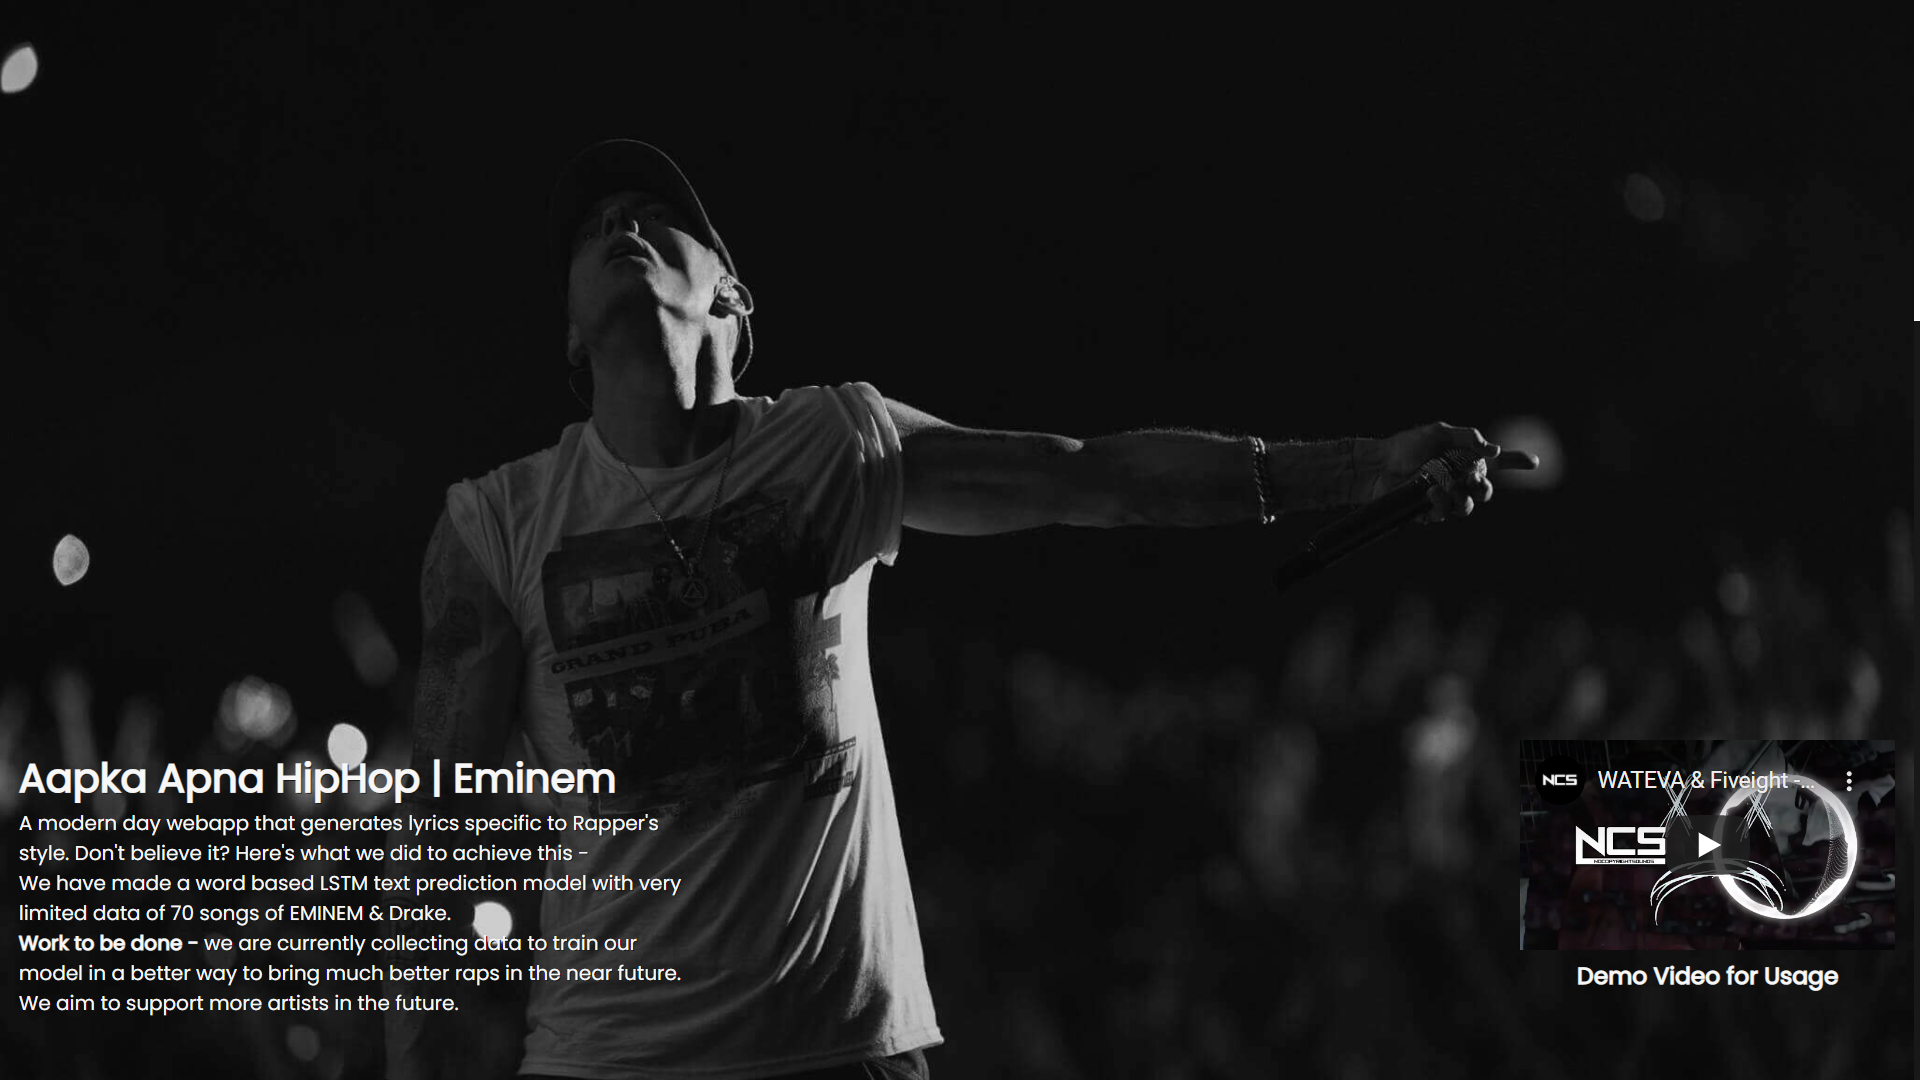 GRAND PUBA
Aapka Apna HipHop | Eminem
A modern day webapp that generates lyrics specific to Rapper's
style. Don't believe it? Here's what we did to achieve this -
We have made a word based LSTM text prediction model with very
limited data of 70 songs of EMINEM & Drake.
Work to be done - we are currently collecting data to train our
model in a better way to bring much better raps in the near future.
We aim to support more artists in the future.
NCS
WATEVA & Fiveight -...
NCS
NOCOPYRIGHTSOUNDS
Demo Video for Usage